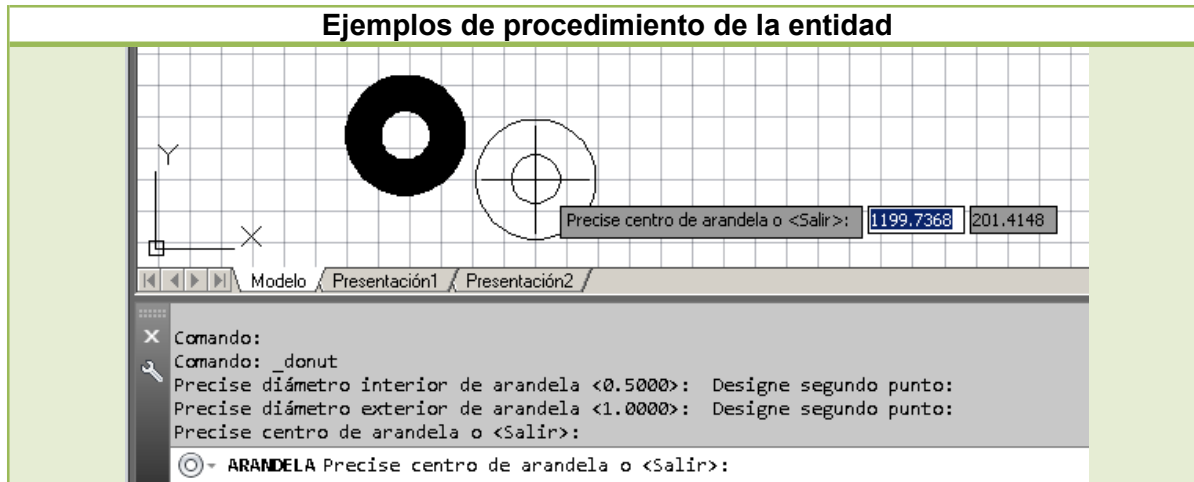 Ejemplos de procedimiento de la entidad
Y
X
Precise centro de arandela o <Salir>: 1199.7368 201.4148
Modelo Presentación1 Presentación2
Comando:
Comando: _donut
Precise diámetro interior de arandela <0.5000>: Designe segundo punto:
Precise diámetro exterior de arandela <1.0000>: Designe segundo punto:
Precise centro de arandela o <Salir>:
ARANDELA Precise centro de arandela o <Salir>: